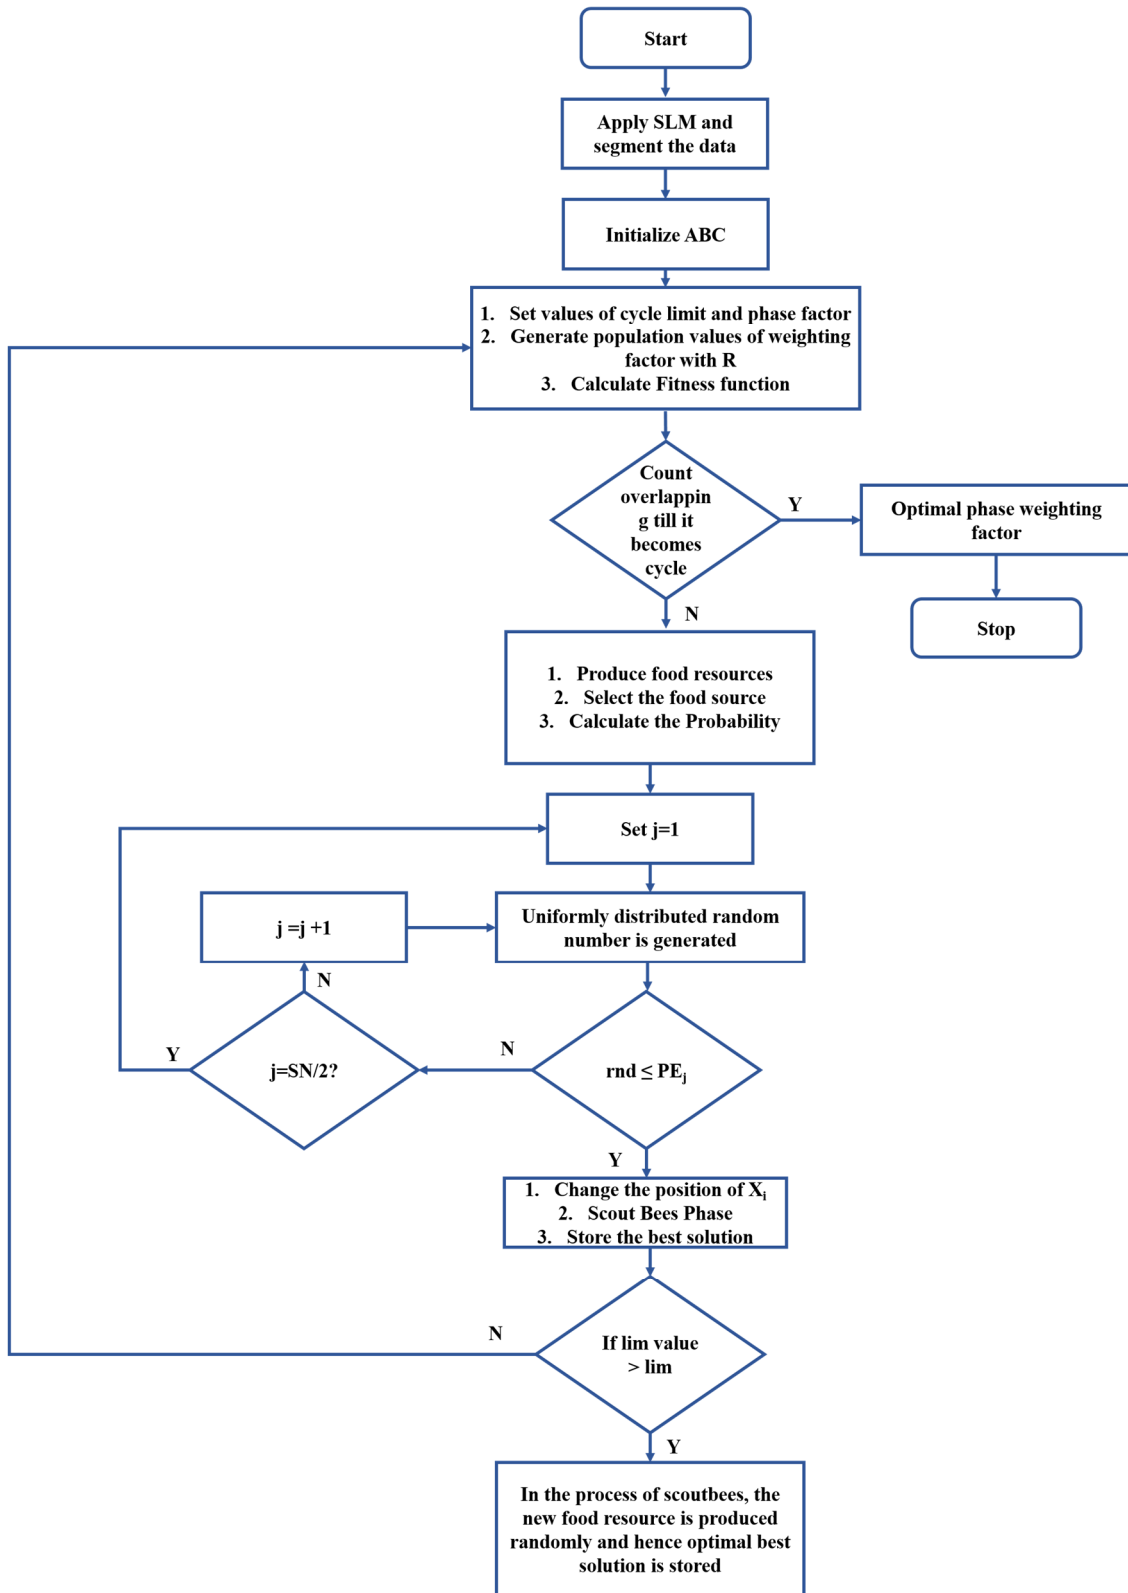 Start
Apply SLM and
segment the data
Initialize ABC
1. Set values of cycle limit and phase factor
2. Generate population values of weighting
factor with R
3. Calculate Fitness function
Count
overlappin
g till it
becomes
cycle
Y
Optimal phase weighting
factor
N
Stop
1. Produce food resources
2. Select the food source
3. Calculate the Probability
Set j=1
j =j +1
Uniformly distributed random
number is generated
N
Y
j=SN/2?
N
rnd ≤ PEj
Y
1. Change the position of Xi
2. Scout Bees Phase
3. Store the best solution
N
If lim value
> lim
Y
In the process of scoutbees, the
new food resource is produced
randomly and hence optimal best
solution is stored